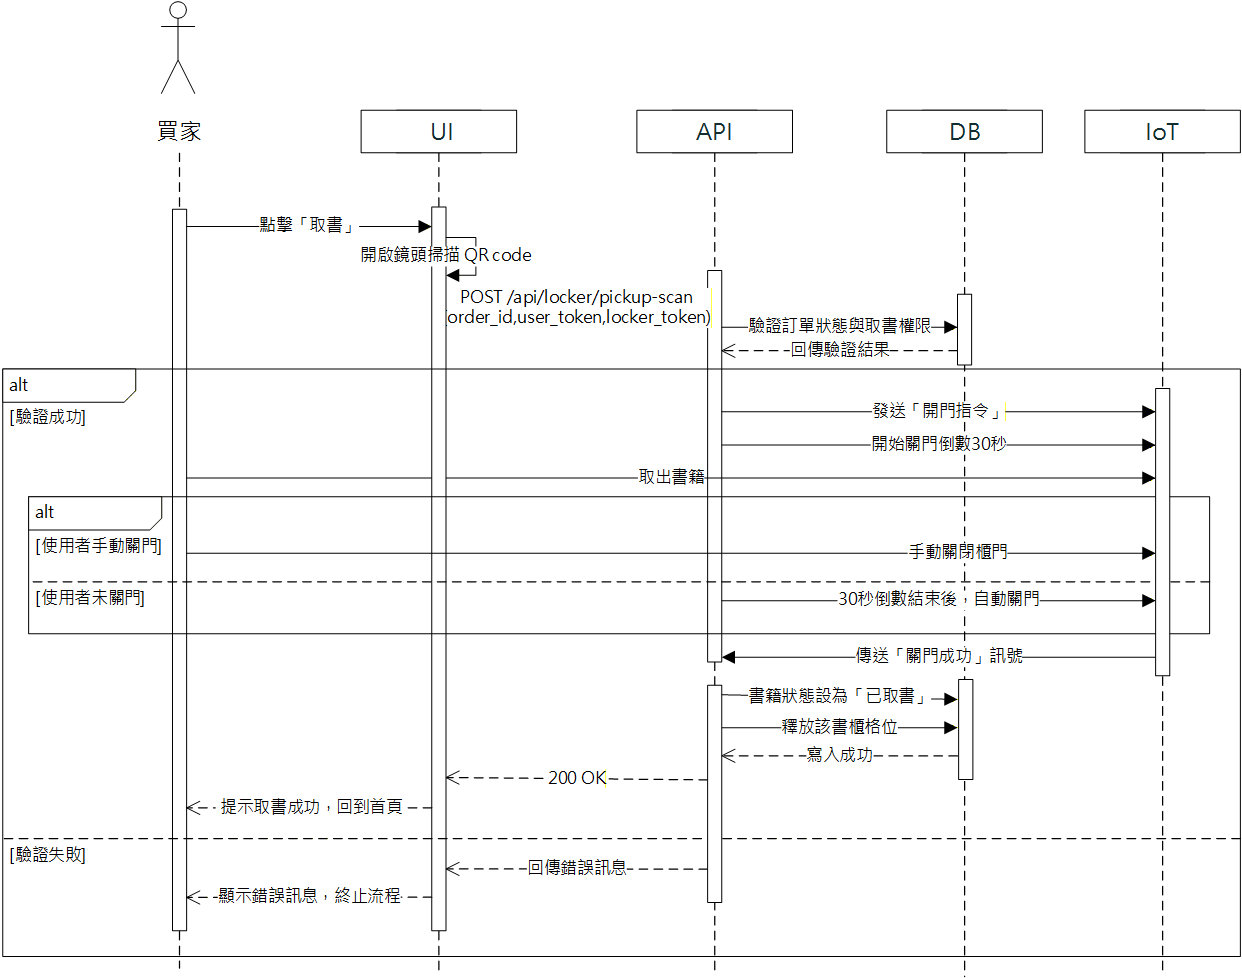 買家
UI
API
DB
IoT
點擊「取書」
開啟鏡頭掃描 QR code
POST /api/locker/pickup-scan
(order_id,user_token,locker_token)
驗證訂單狀態與取書權限
回傳驗證結果
alt
[驗證成功]
發送「開門指令」
開始關門倒數30秒
取出書籍
alt
[使用者手動關門]
手動關閉櫃門
[使用者未關門]
30秒倒數結束後，自動關門
傳送「關門成功」訊號
書籍狀態設為「已取書」
釋放該書櫃格位
寫入成功
200 OK
提示取書成功，回到首頁
[驗證失敗]
回傳錯誤訊息
顯示錯誤訊息，終止流程